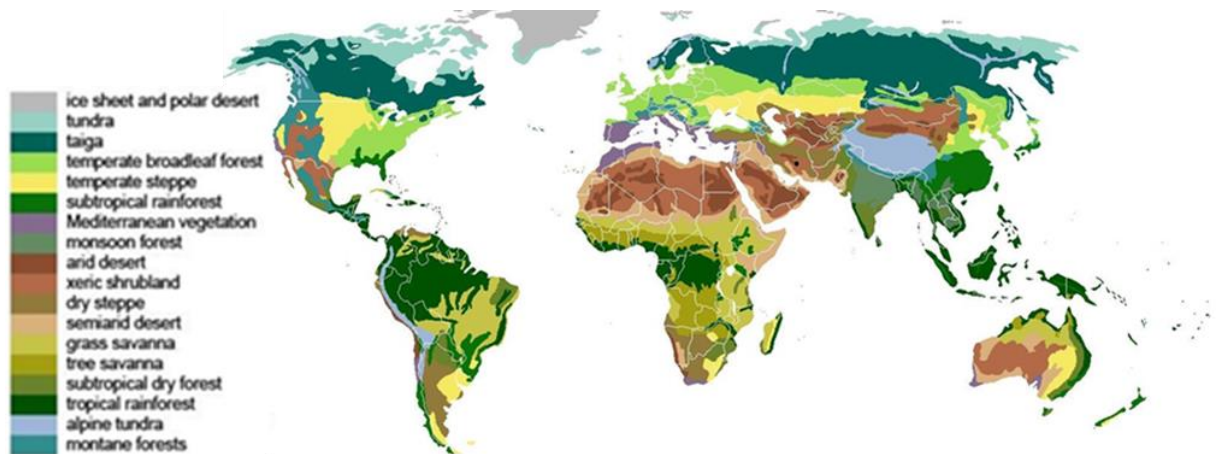 ice sheet and polar desert
tundra
taiga
temperate broadleaf forest
temperate steppe
subtropical rainforest
Mediterranean vegetation
monsoon forest
arid desert
xeric shrubland
dry steppe
semiarid desert
grass savanna
tree savanna
subtropical dry forest
tropical rainforest
alpine tundra
montane forests